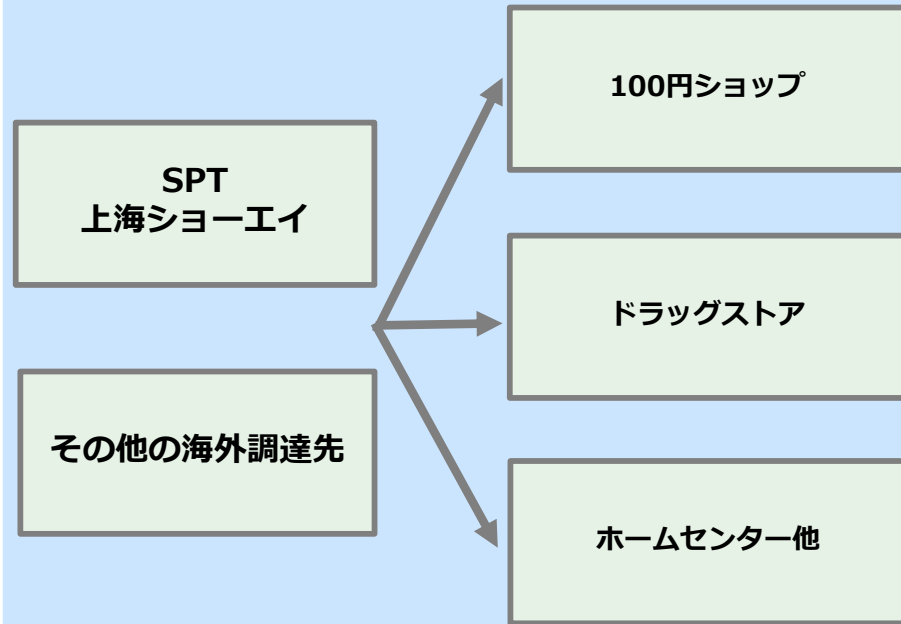 SPT
上海ショーエイ
その他の海外調達先
100円ショップ
ドラッグストア
ホームセンター他